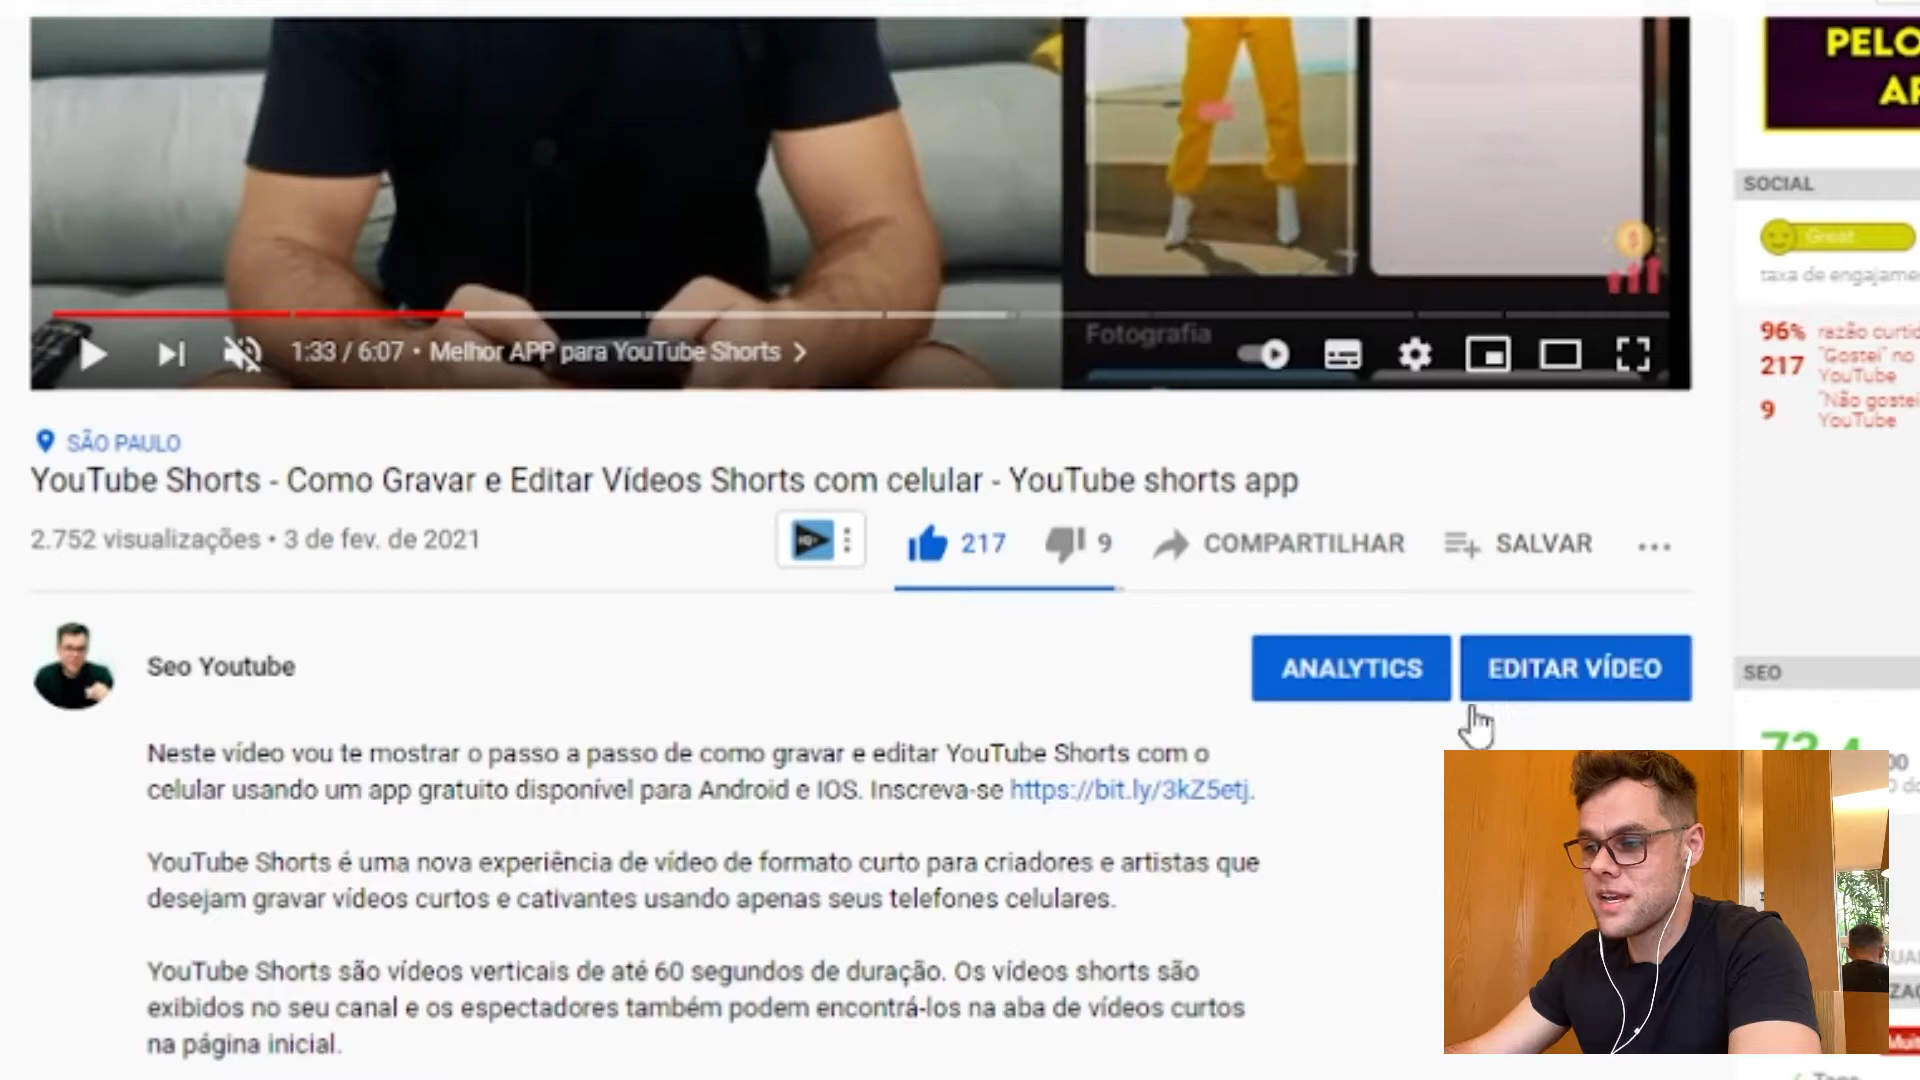 PELO
SOCIAL
Great
96%
217
"Gostei" no
YouTube
9
YouTube
Fotografia
1:33 / 6:07 • Melhor APP para YouTube Shorts
SÃO PAULO
YouTube Shorts - Como Gravar e Editar Vídeos Shorts com celular - YouTube shorts app
2.752 visualizações • 3 de fev. de 2021
217
9
COMPARTILHAR
SALVAR
SEO
Seo Youtube
ANALYTICS
EDITAR VÍDEO
Neste vídeo vou te mostrar o passo a passo de como gravar e editar YouTube Shorts com o
celular usando um app gratuito disponível para Android e IOS. Inscreva-se https://bit.ly/3kZ5etj.
YouTube Shorts é uma nova experiência de vídeo de formato curto para criadores e artistas que
desejam gravar vídeos curtos e cativantes usando apenas seus telefones celulares.
YouTube Shorts são vídeos verticais de até 60 segundos de duração. Os vídeos shorts são
exibidos no seu canal e os espectadores também podem encontrá-los na aba de vídeos curtos
na página inicial.